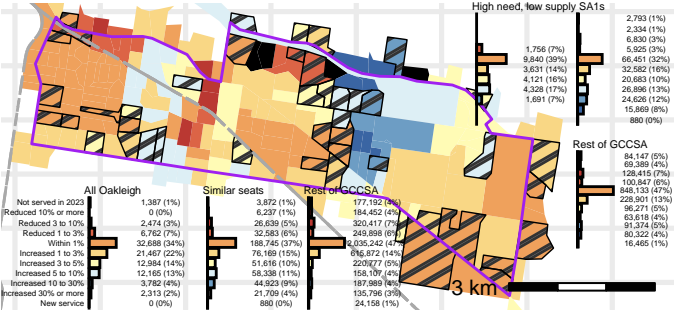 High need, low supply SA1s
2,793 (1%)
2,334 (1%)
6,830 (3%)
1,756 (7%) 5,925 (3%)
9,840 (39%) 66,451 (32%)
3,631 (14%) 32,582 (16%)
4,121 (16%) 20,683 (10%)
4,328 (17%) 26,896 (13%)
1,691 (7%) 24,626 (12%)
15,869 (8%)
880 (0%)
Rest of GCCSA
84,147 (5%)
69,389 (4%)
128,415 (7%)
100,847 (6%)
848,133 (47%)
228,901 (13%)
96,271 (5%)
63,618 (4%)
91,374 (5%)
80,322 (4%)
16,465 (1%)
All Oakleigh Similar seats Rest of GCCSA
Not served in 2023 1,387 (1%) 3,872 (1%) 177,192 (4%)
Reduced 10% or more 0 (0%) 6,237 (1%) 184,452 (4%)
Reduced 3 to 10% 2,474 (3%) 26,639 (5%) 320,417 (7%)
Reduced 1 to 3% 6,762 (7%) 32,583 (6%) 249,898 (6%)
Within 1% 32,688 (34%) 188,745 (37%) 2,035,242 (47%)
Increased 1 to 3% 21,467 (22%) 76,169 (15%) 615,872 (14%)
Increased 3 to 5% 12,984 (14%) 51,616 (10%) 220,777 (5%)
Increased 5 to 10% 12,165 (13%) 58,338 (11%) 158,107 (4%)
Increased 10 to 30% 3,782 (4%) 44,923 (9%) 187,989 (4%)
Increased 30% or more 2,313 (2%) 21,709 (4%) 135,796 (3%)
New service 0 (0%) 880 (0%) 24,158 (1%)
3 km